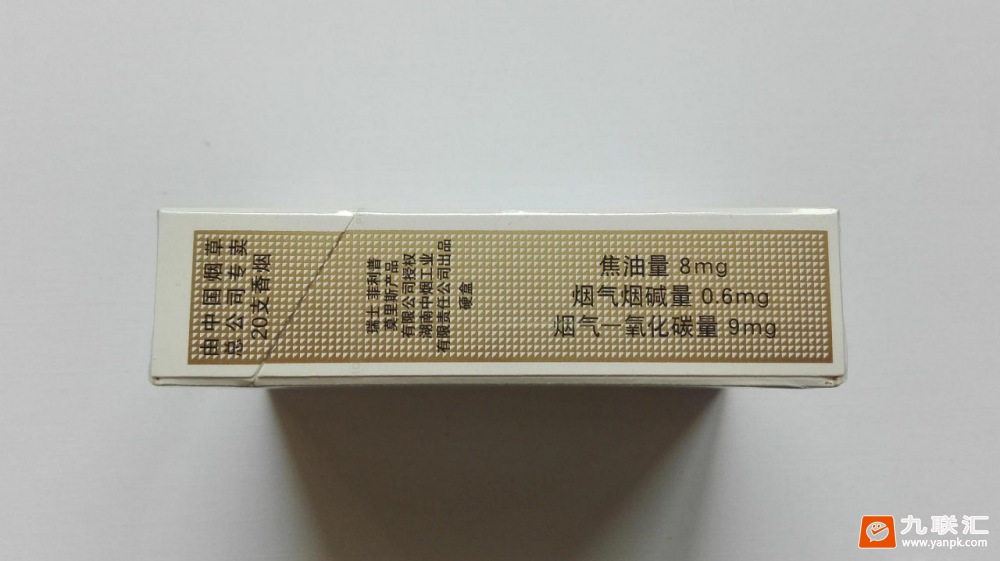 由中国烟草
总公司专卖
20支香烟
瑞士 菲利普
莫里斯产品
有限公司授权
湖南中烟工业
有限责任公司出品
硬盒
焦油量 8mg
烟气烟碱量 0.6mg
烟气一氧化碳量 9mg
九联汇
www.yanpk.com